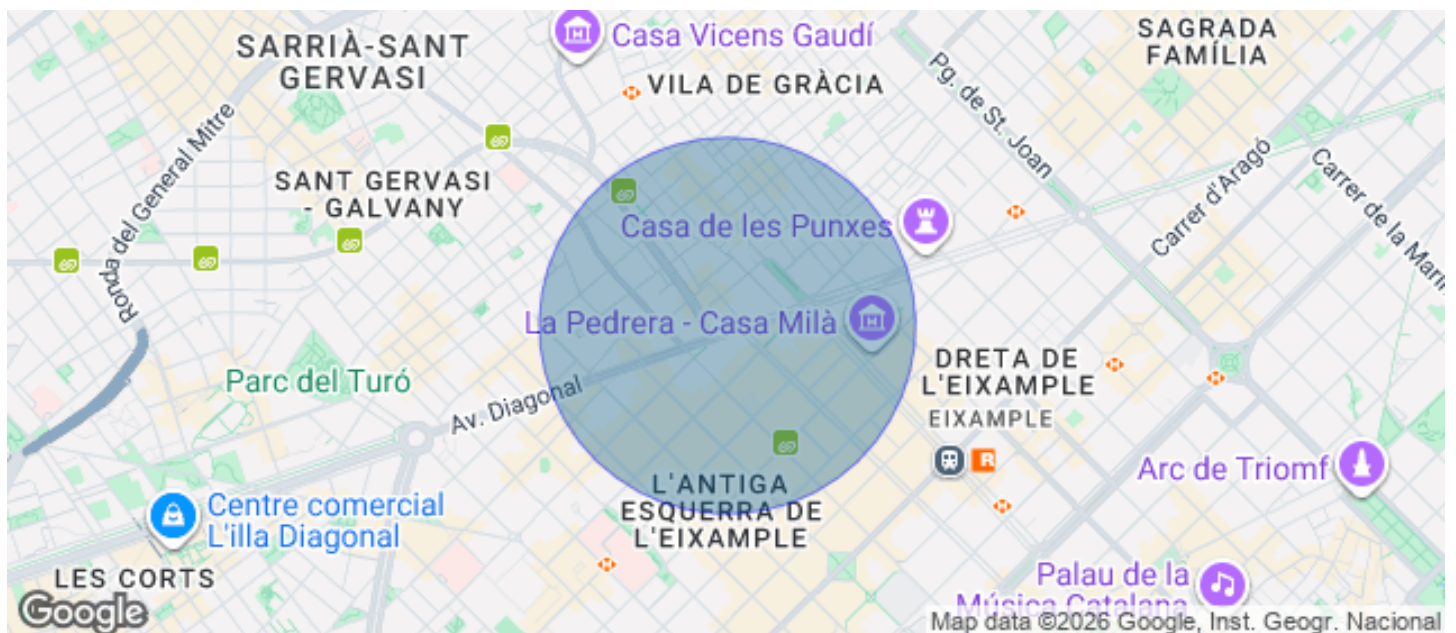 SARRIÀ-SANT
GERVASI
Casa Vicens Gaudí
SAGRADA
FAMÍLIA
VILA DE GRÀCIA
Pg. de St. Joan
Ronda del General Mitre
SANT GERVASI
- GALVANY
Carrer d'Aragó
Carrer de la Marin
Casa de les Punxes
La Pedrera - Casa Milà
DRETA DE
L'EIXAMPLE
EIXAMPLE
Parc del Turó
Av. Diagonal
R
Arc de Triomf
L'ANTIGA
ESQUERRA DE
L'EIXAMPLE
Centre comercial
L'illa Diagonal
LES CORTS
Palau de la
Música Catalana
Google
Map data ©2026 Google, Inst. Geogr. Nacional